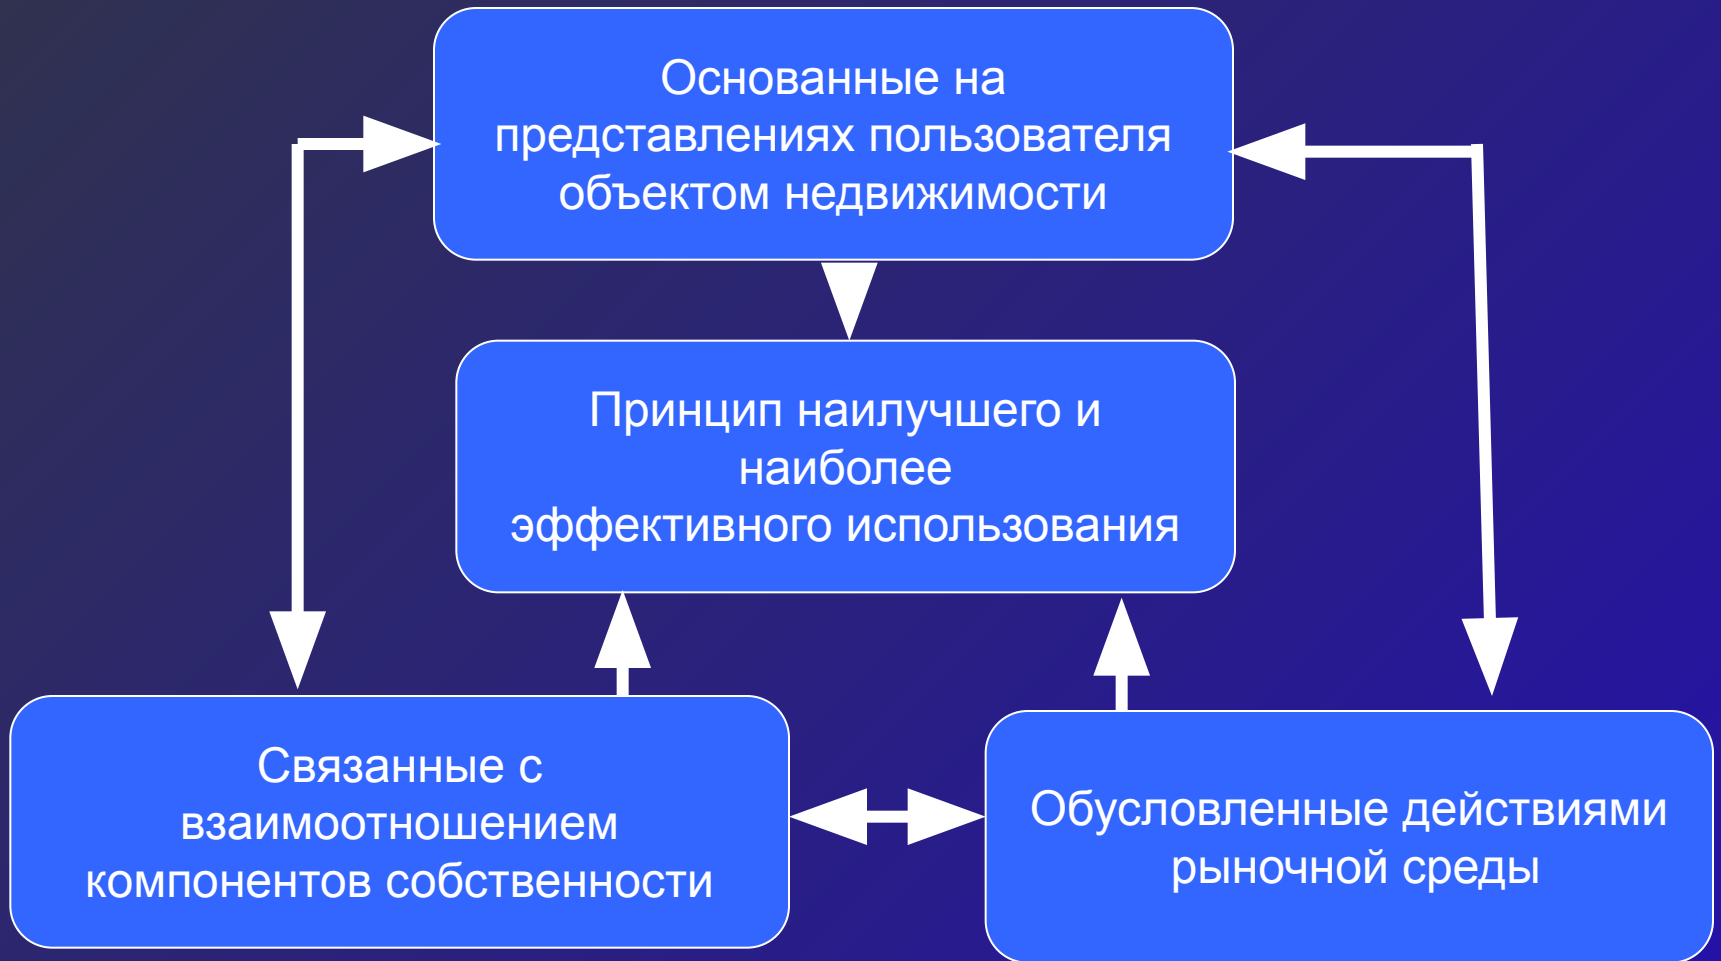 Основанные на
представлениях пользователя
объектом недвижимости
Принцип наилучшего и
наиболее
эффективного использования
Связанные с
взаимоотношением
компонентов собственности
Обусловленные действиями
рыночной среды